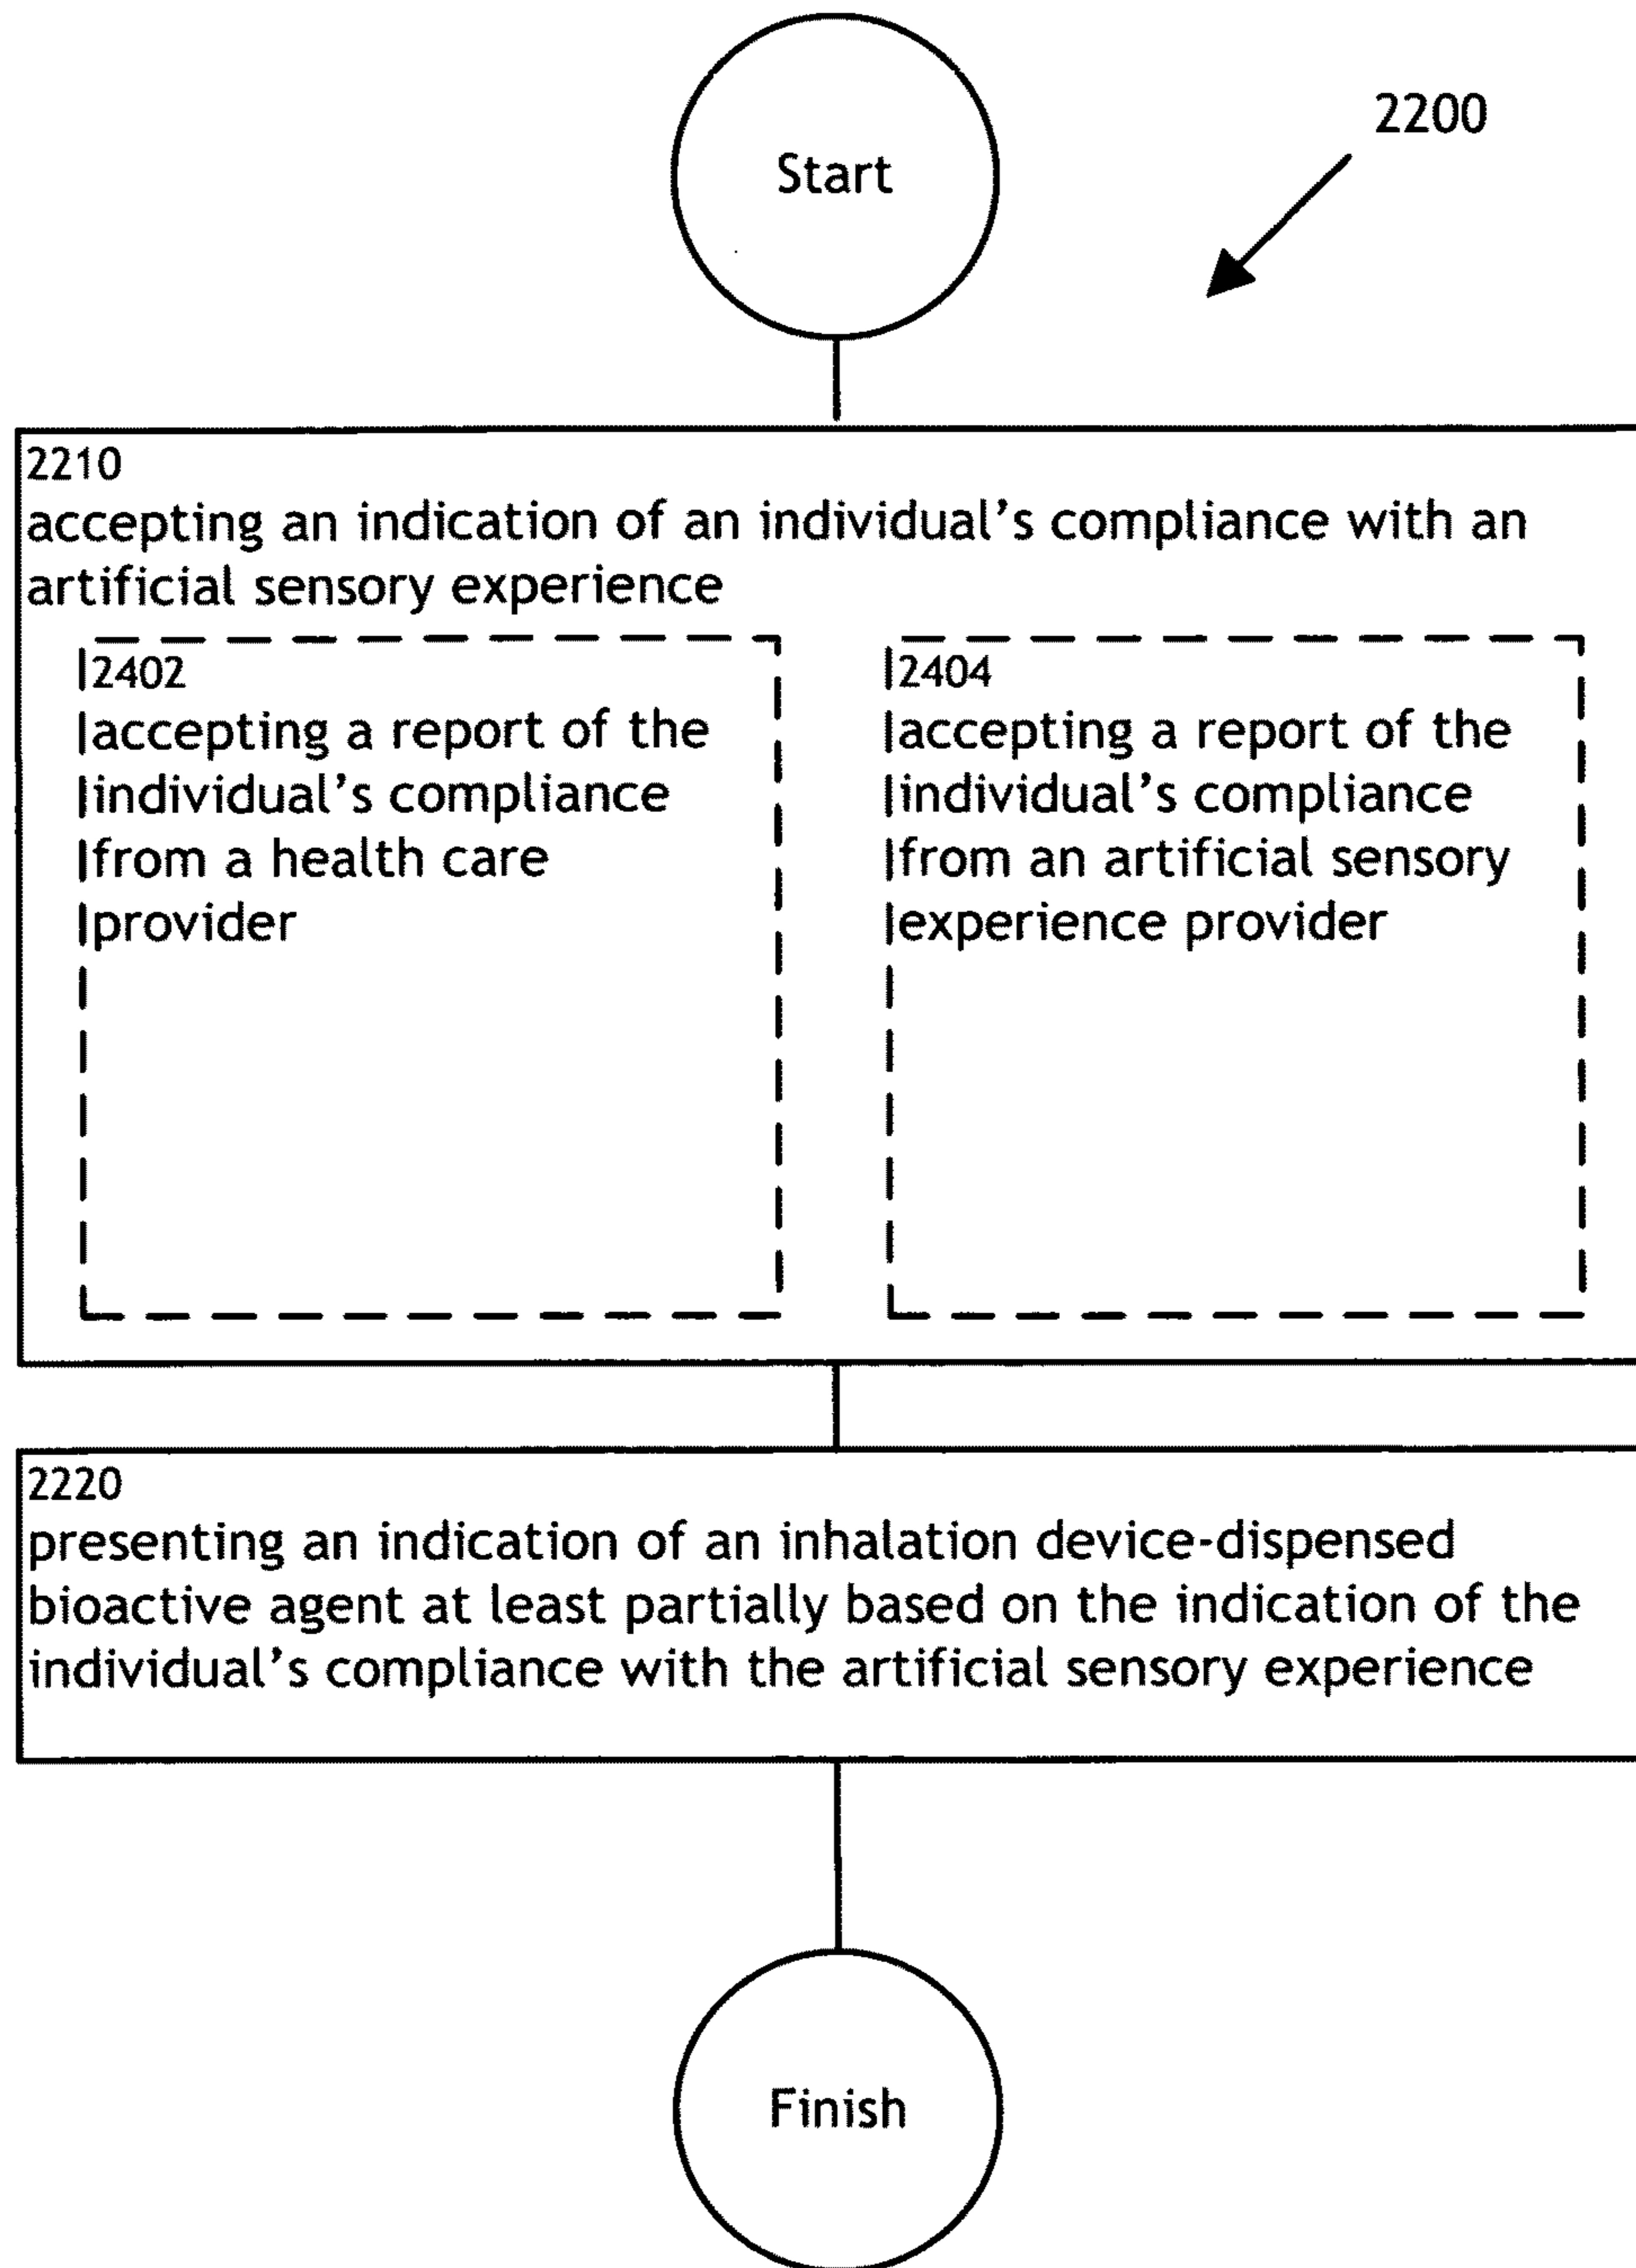 Start
2200
2210
accepting an indication of an individual's compliance with an
artificial sensory experience
2402
accepting a report of the
individual's compliance
from a health care
provider
2404
accepting a report of the
individual's compliance
from an artificial sensory
experience provider
2220
presenting an indication of an inhalation device-dispensed
bioactive agent at least partially based on the indication of the
individual's compliance with the artificial sensory experience
Finish